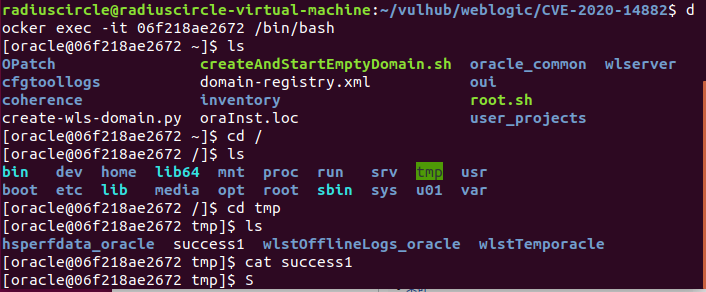 radiuscircle@radiuscircle-virtual-machine:~/vulhub/weblogic/CVE-2020-14882$ d
ocker exec -it 06f218ae2672 /bin/bash
[oracle@06f218ae2672 ~]$ ls
OPatch createAndStartEmptyDomain.sh oracle_common wlserver
cfgtoollogs domain-registry.xml oui
coherence inventory root.sh
create-wls-domain.py oraInst.loc user_projects
[oracle@06f218ae2672 ~]$ cd /
[oracle@06f218ae2672 /]$ ls
bin dev home lib64 mnt proc run srv tmp usr
boot etc lib media opt root sbin sys u01 var
[oracle@06f218ae2672 /]$ cd tmp
[oracle@06f218ae2672 tmp]$ ls
hsperfdata_oracle success1 wlstOfflineLogs_oracle wlstTemporacle
[oracle@06f218ae2672 tmp]$ cat success1
[oracle@06f218ae2672 tmp]$ S